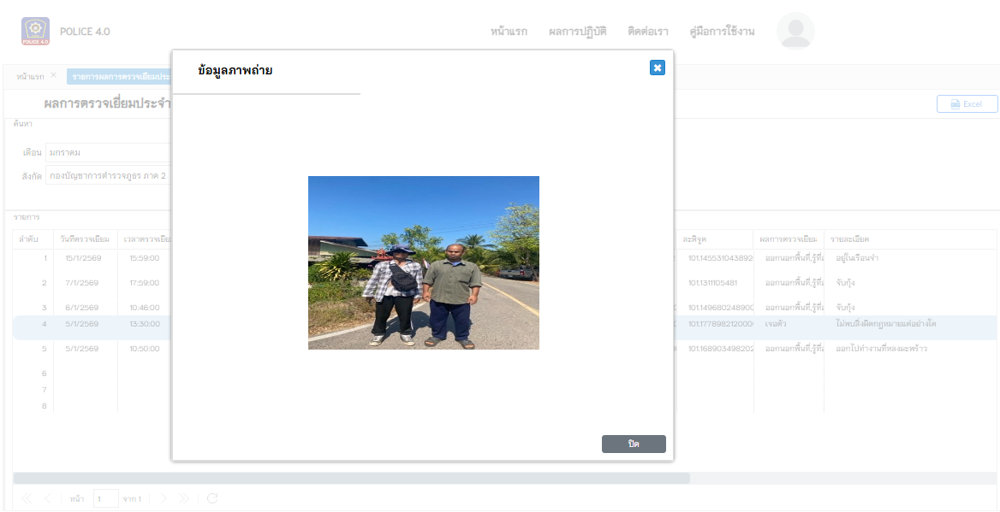 POLICE 4.0
POLICE 4.0
หน้าแรก ผลการปฏิบัติ ติดต่อเรา คู่มือการใช้งาน
ข้อมูลภาพถ่าย
หน้าแรก × รายการผลการตรวจเยี่ยมประ
ผลการตรวจเยี่ยมประจำ
Excel
ค้นหา
เดือน มกราคม
สังกัด กองบัญชาการตำรวจภูธร ภาค 2
รายการ
ลำดับ วันที่ตรวจเยี่ยม เวลาตรวจเยี่ย ละติจูด ผลการตรวจเยี่ยม รายละเอียด
1 15/1/2569 15:59:00 101.145531043892 ออกนอกพื้นที่,รู้ที่ อยู่ในเรือนจำ
2 7/1/2569 17:59:00 101.1311105481 ออกนอกพื้นที่,รู้ที่ จับกุ้ง
3 6/1/2569 10:46:00 101.149680248900 ออกนอกพื้นที่,รู้ที่ จับกุ้ง
4 5/1/2569 13:30:00 101.177898212000 เจอตัว ไม่พบสิ่งผิดกฎหมายแต่อย่างใด
5 5/1/2569 10:50:00 101.168903498202 ออกนอกพื้นที่,รู้ที่ ออกไปทำงานที่หลงมะพร้าว
6
7
8
ปิด
หน้า 1 จาก 1